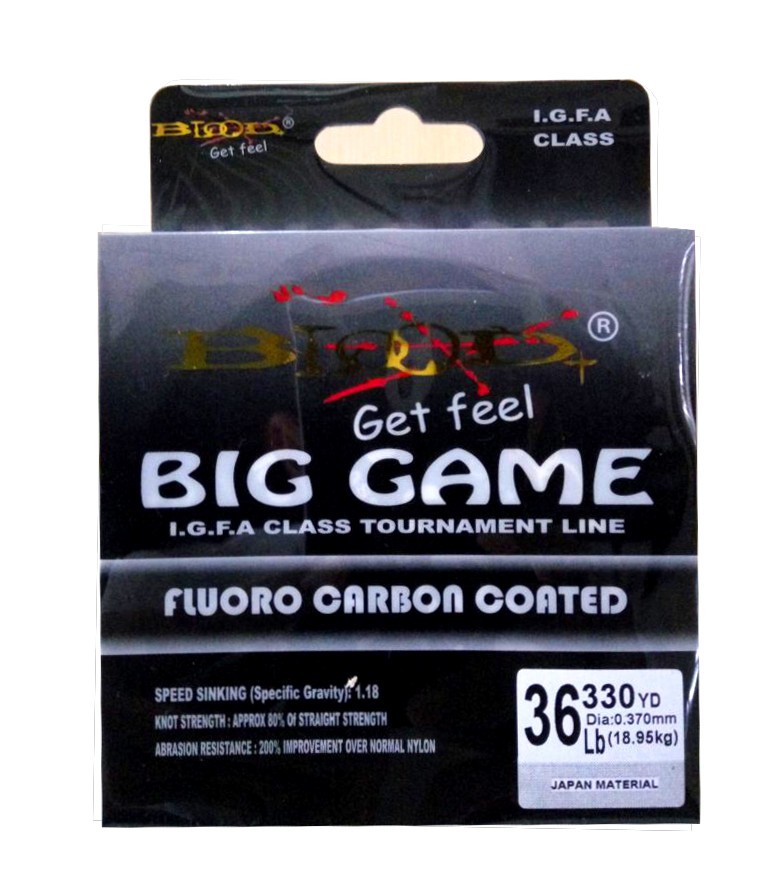 BLOOD®
Get feel
I.G.F.A
CLASS
BLOOD ®
Get feel
BIG GAME
I.G.F.A CLASS TOURNAMENT LINE
FLUORO CARBON COATED
SPEED SINKING (Specific Gravity): 1.18
KNOT STRENGTH : APPROX 80% OF STRAIGHT STRENGTH
ABRASION RESISTANCE : 200% IMPROVEMENT OVER NORMAL NYLON
36 Lb
330 YD
Dia:0.370mm
(18.95kg)
JAPAN MATERIAL